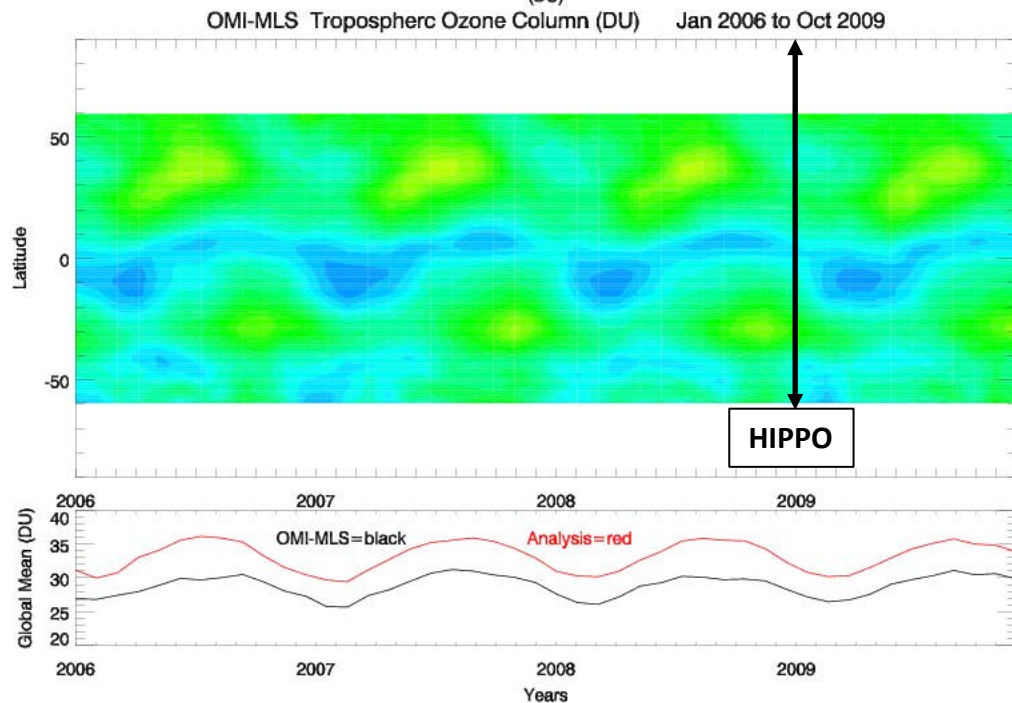 OMI-MLS Tropospherc Ozone Column (DU) Jan 2006 to Oct 2009
Latitude
50
0
-50
HIPPO
2006 2007 2008 2009
Global Mean (DU)
40
35
30
25
20
OMI-MLS=black Analysis=red
2006 2007 2008 2009
Years